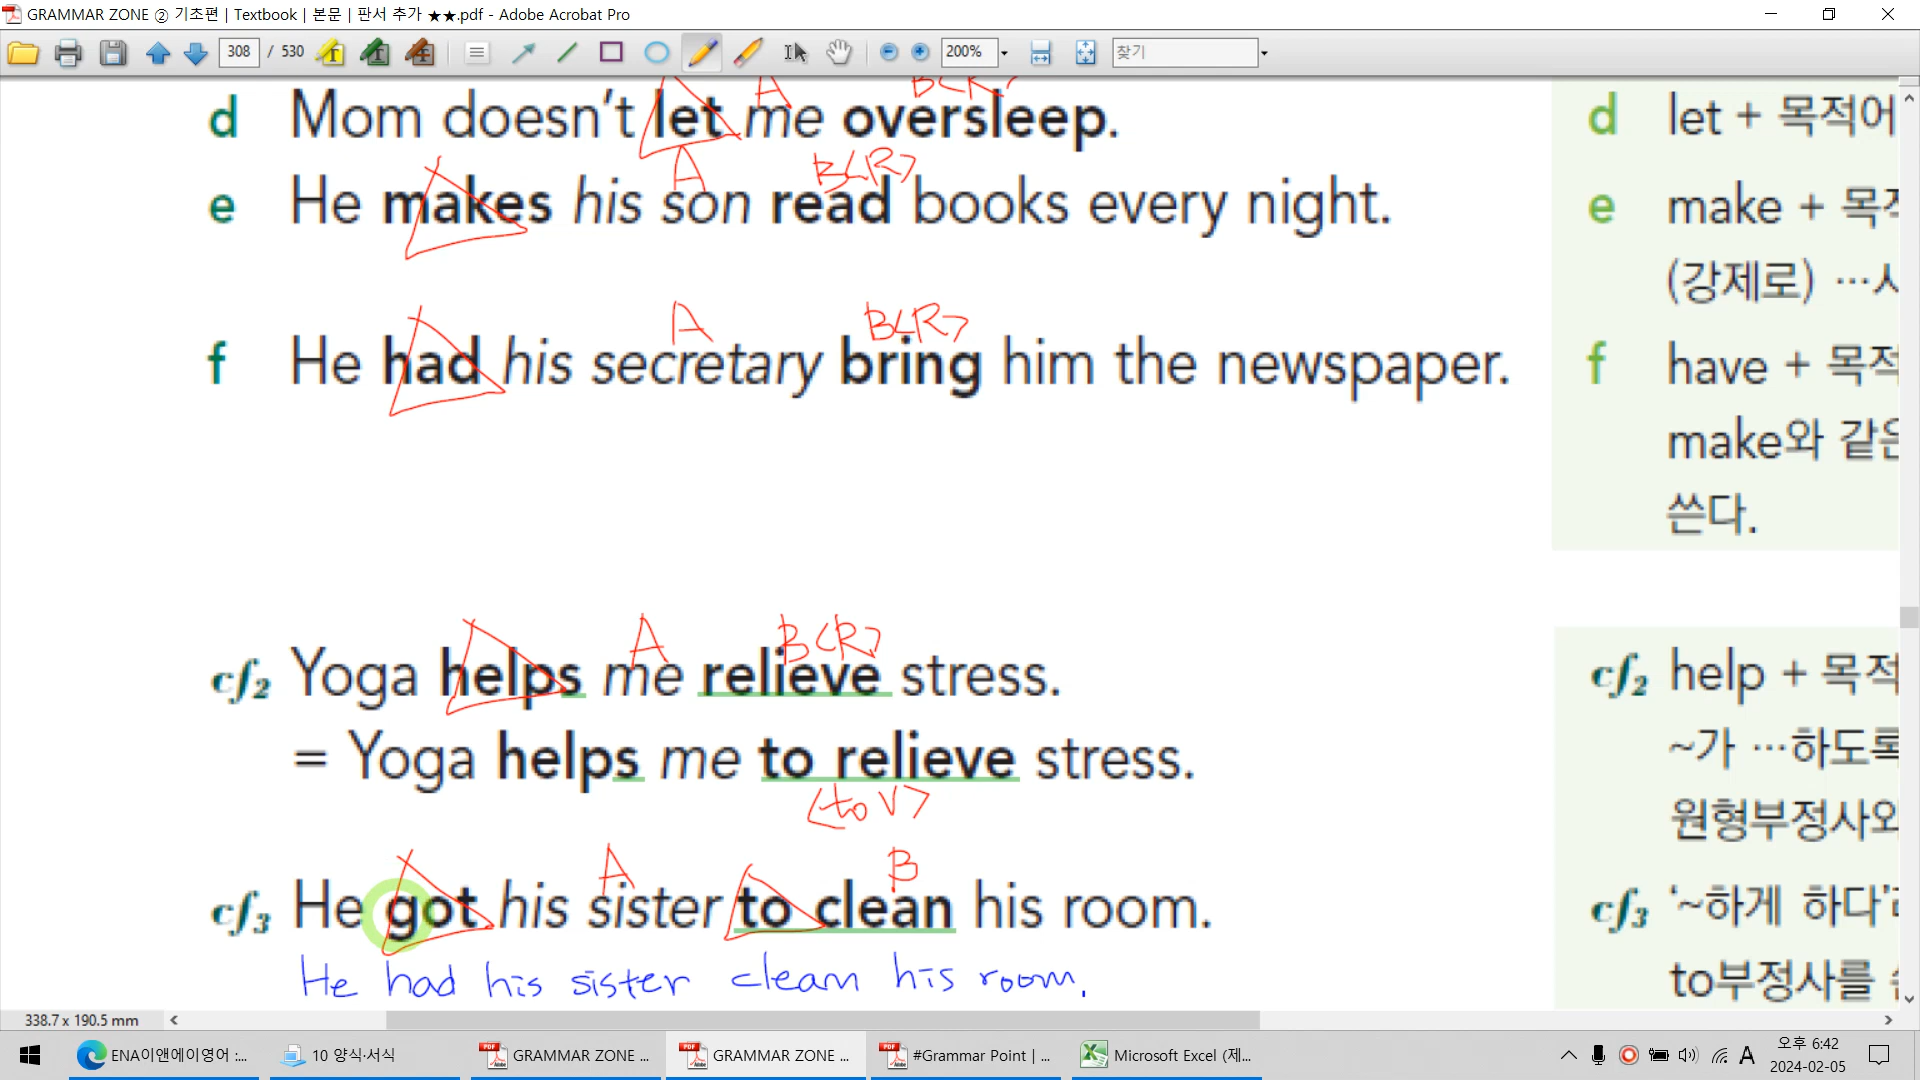 GRAMMAR ZONE ② 기초편 | Textbook | 본문 | 판서 추가 ★★.pdf - Adobe Acrobat Pro
308 / 530 200% 찾기
A B<R>
d Mom doesn't let me oversleep. d let + 목적어
A B<R>
e He makes his son read books every night. e make + 목적
(강제로) …시
A B<R>
f He had his secretary bring him the newspaper. f have + 목적
make와 같은
쓴다.
A B<R>
cf2 Yoga helps me relieve stress. cf2 help + 목적
= Yoga helps me to relieve stress. ~가 …하도록
<to V> 원형부정사와
A B
cf3 He got his sister to clean his room. cf3 '~하게 하다'
He had his sister clean his room. to부정사를
338.7 x 190.5 mm
ENA이앤에이영어 :... 10 양식·서식 GRAMMAR ZONE ... GRAMMAR ZONE ... #Grammar Point | ... Microsoft Excel (제... A 오후 6:42
2024-02-05